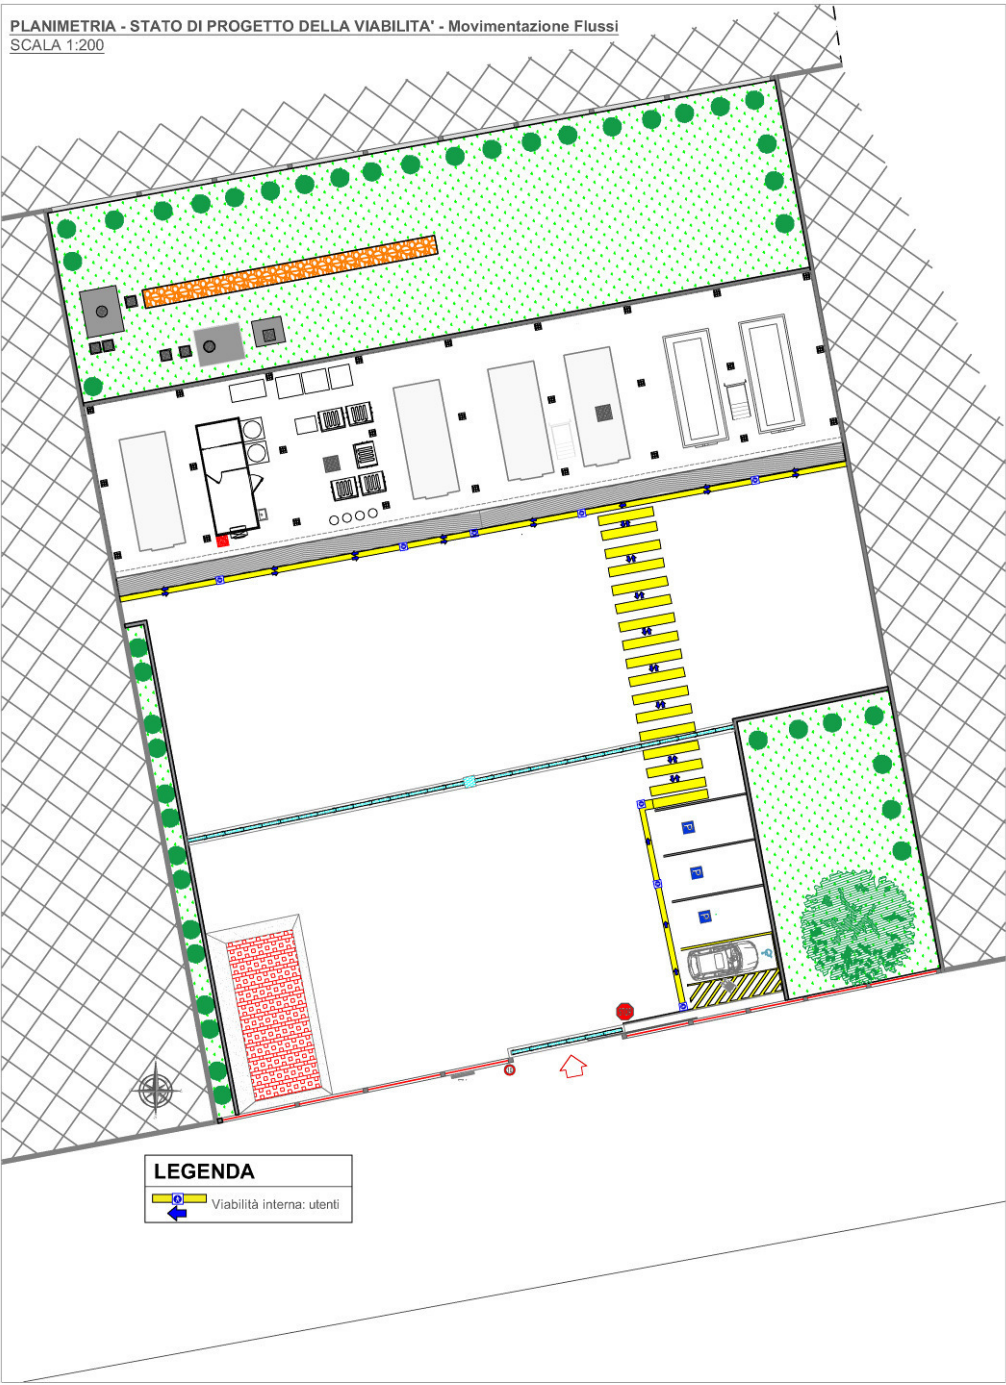 PLANIMETRIA - STATO DI PROGETTO DELLA VIABILITA' - Movimentazione Flussi
SCALA 1:200
P
P
P
LEGENDA
Viabilità interna: utenti